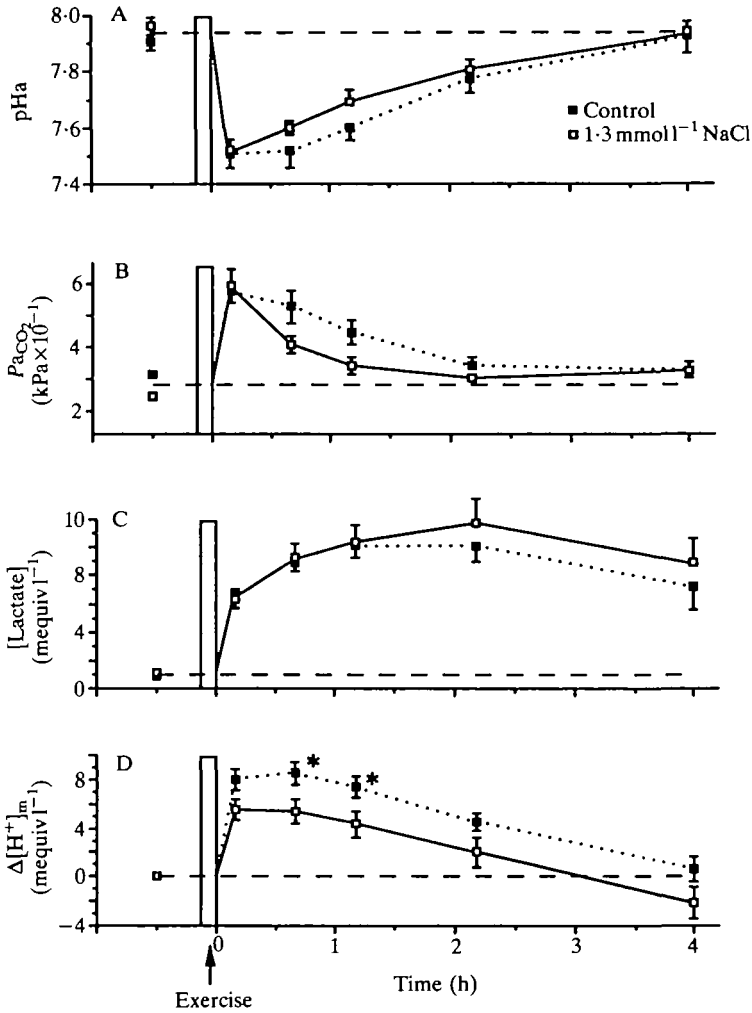 A
8·0
7·8
7·6
7·4
pHa
Control
1·3 mmol l⁻¹ NaCl
B
6
4
2
PaCO₂
(kPa×10⁻¹)
C
10
8
4
0
[Lactate]
(mequiv l⁻¹)
D
*
*
8
4
0
−4
Δ[H⁺]m
(mequiv l⁻¹)
0
1
2
3
4
Time (h)
Exercise